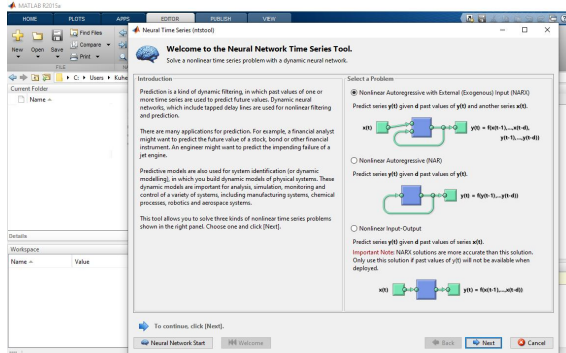 MATLAB R2015a
HOME PLOTS APPS EDITOR PUBLISH VIEW
New Open Save Find Files
Compare
Print
FILE
C: Users
Current Folder
Name
Details
Workspace
Name Value
Neural Time Series (ntstool)
Welcome to the Neural Network Time Series Tool.
Solve a nonlinear time series problem with a dynamic neural network.
Introduction
Prediction is a kind of dynamic filtering, in which past values of one or
more time series are used to predict future values. Dynamic neural
networks, which include tapped delay lines are used for nonlinear filtering
and prediction.
There are many applications for prediction. For example, a financial analyst
might want to predict the future value of a stock, bond or other financial
instrument. An engineer might want to predict the impending failure of a
jet engine.
Predictive models are also used for system identification (or dynamic
modelling), in which you build dynamic models of physical systems. These
dynamic models are important for analysis, simulation, monitoring and
control of a variety of systems, including manufacturing systems, chemical
processes, robotics and aerospace systems.
This tool allows you to solve three kinds of nonlinear time series problems
shown in the right panel. Choose one and click [Next].
Select a Problem
Nonlinear Autoregressive with External (Exogenous) Input (NARX)
Predict series y(t) given d past values of y(t) and another series x(t).
x(t) y(t) = f(x(t-1),...,x(t-d),
y(t-1),...,y(t-d))
Nonlinear Autoregressive (NAR)
Predict series y(t) given d past values of y(t).
y(t) = f(y(t-1),...,y(t-d))
Nonlinear Input-Output
Predict series y(t) given d past values of series x(t).
Important Note: NARX solutions are more accurate than this solution.
Only use this solution if past values of y(t) will not be available when
deployed.
x(t) y(t) = f(x(t-1),...,x(t-d))
To continue, click [Next].
Neural Network Start Welcome Back Next Cancel